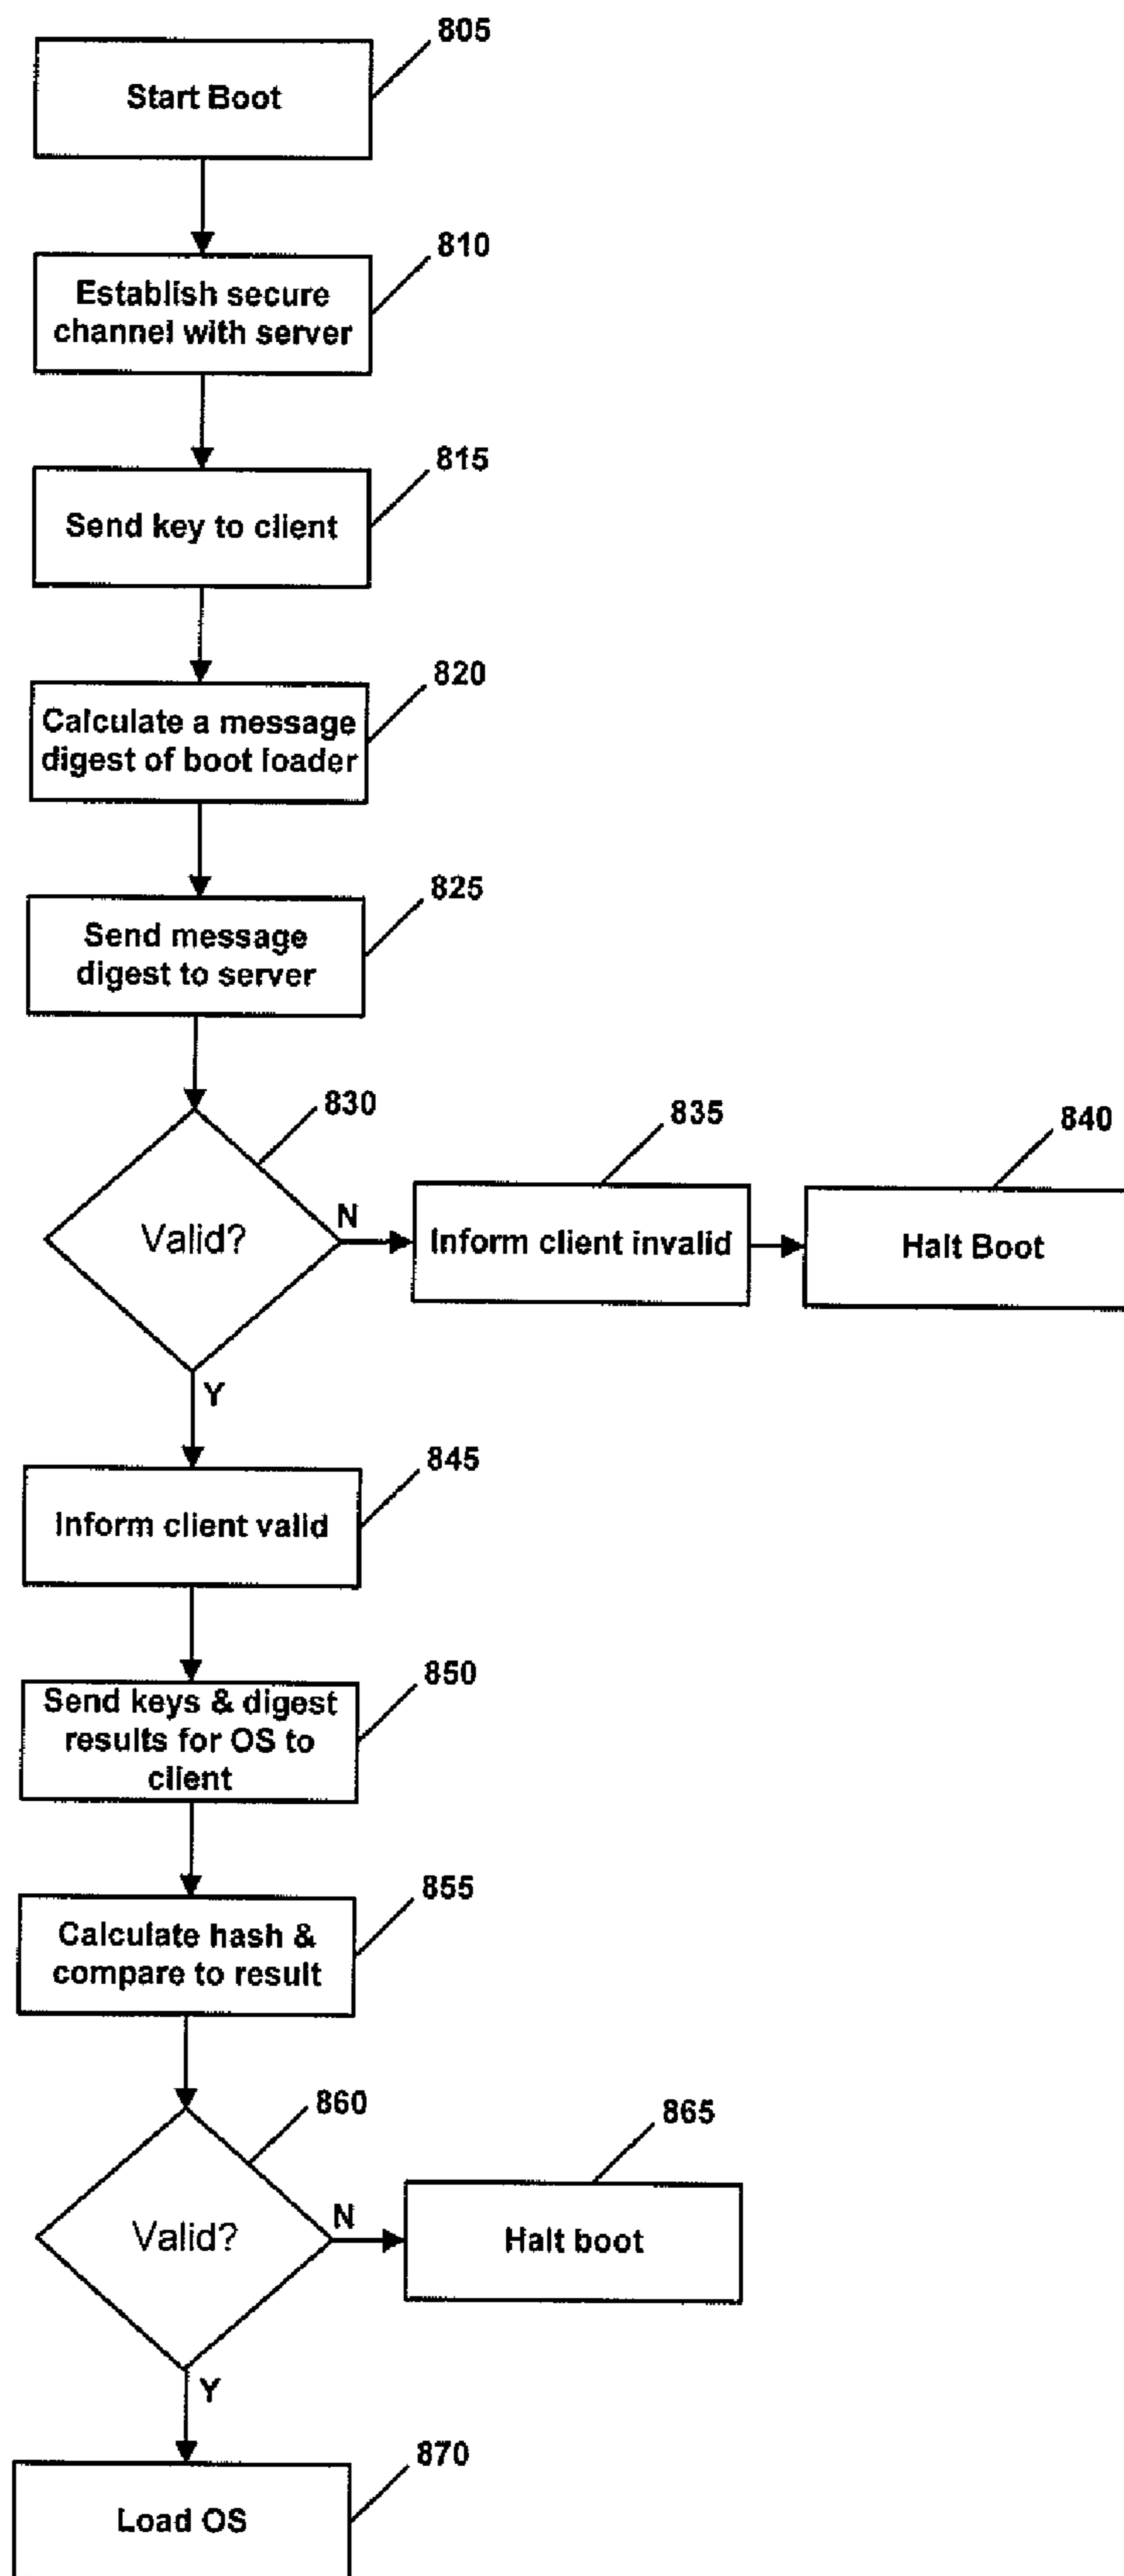 805
Start Boot
810
Establish secure
channel with server
815
Send key to client
820
Calculate a message
digest of boot loader
825
Send message
digest to server
830
Valid?
N
835
Inform client invalid
840
Halt Boot
Y
845
Inform client valid
850
Send keys & digest
results for OS to
client
855
Calculate hash &
compare to result
860
Valid?
N
865
Halt boot
Y
870
Load OS